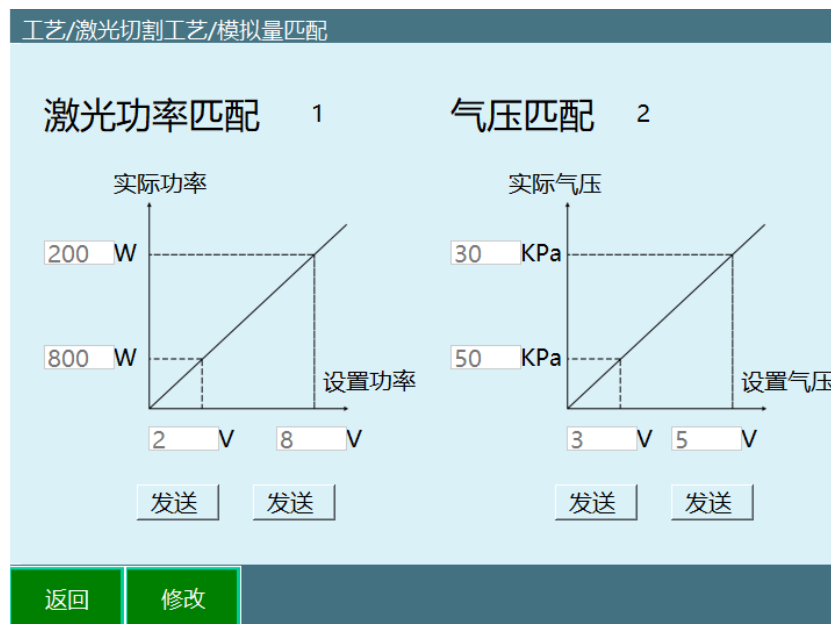 工艺/激光切割工艺/模拟量匹配
激光功率匹配 1 气压匹配 2
实际功率 实际气压
200 W 30 KPa
800 W 50 KPa
设置功率 设置气压
2 V 8 V 3 V 5 V
发送 发送 发送 发送
返回 修改